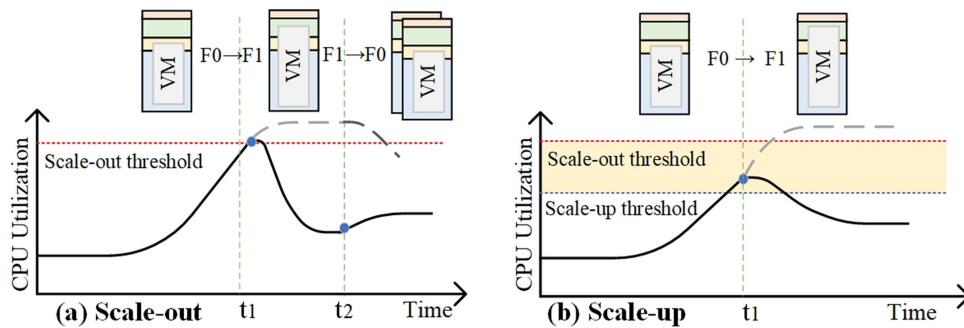 VM
F0→F1
VM
F1→F0
VM
CPU Utilization
Scale-out threshold
(a) Scale-out
t1
t2
Time
VM
F0 → F1
VM
CPU Utilization
Scale-out threshold
Scale-up threshold
(b) Scale-up
t1
Time